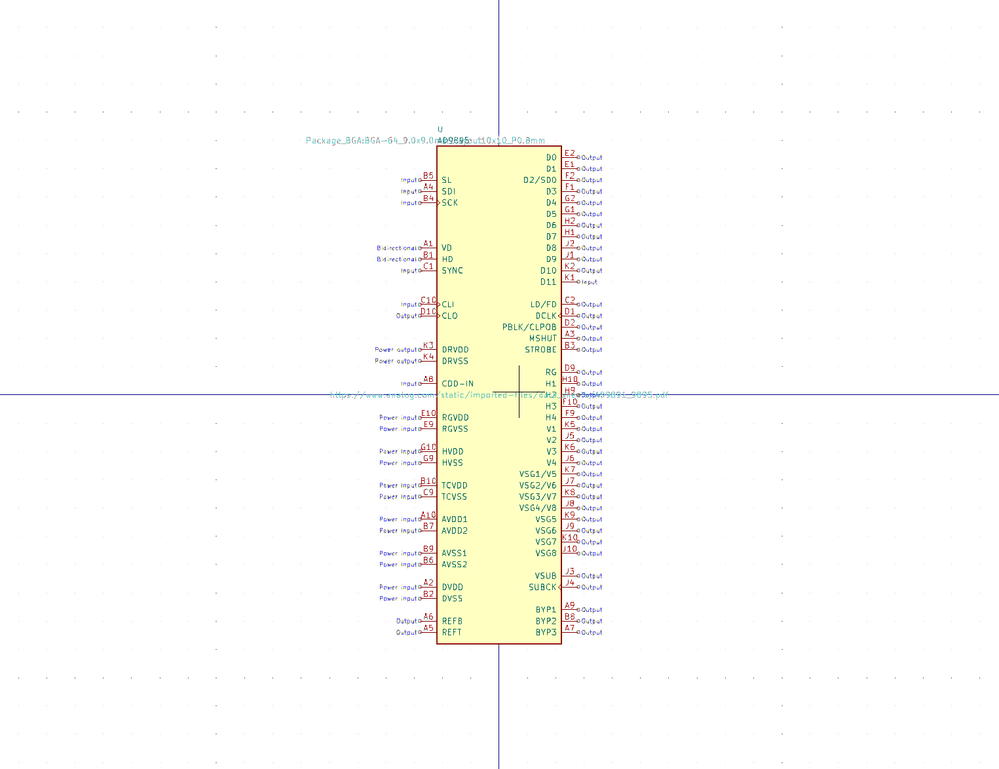 U
AD9895
Package_BGA:BGA-64_9.0x9.0mm_Layout10x10_P0.8mm
D0 E2 Output
D1 E1 Output
Input B5 SL D2/SDO F2 Output
Input A4 SDI D3 F1 Output
Input B4 SCK D4 G2 Output
D5 G1 Output
D6 H2 Output
D7 H1 Output
Bidirectional A1 VD D8 J2 Output
Bidirectional B1 HD D9 J1 Output
Input C1 SYNC D10 K2 Output
D11 K1 Input
Input C10 CLI LD/FD C2 Output
Output D10 CLO DCLK D1 Output
PBLK/CLPOB D2 Output
MSHUT A3 Output
Power output K3 DRVDD STROBE B3 Output
Power output K4 DRVSS
RG D9 Output
Input A8 CDD-IN H1 H10 Output
https://www.analog.com/static/imported-files/data_sheets/AD9891_9895.pdf
H2 H9 Output
H3 F10 Output
Power input E10 RGVDD H4 F9 Output
Power input E9 RGVSS V1 K5 Output
V2 J5 Output
Power input G10 HVDD V3 K6 Output
Power input G9 HVSS V4 J6 Output
VSG1/V5 K7 Output
Power input B10 TCVDD VSG2/V6 J7 Output
Power input C9 TCVSS VSG3/V7 K8 Output
VSG4/V8 J8 Output
Power input A10 AVDD1 VSG5 K9 Output
Power input B7 AVDD2 VSG6 J9 Output
VSG7 K10 Output
Power input B9 AVSS1 VSG8 J10 Output
Power input B6 AVSS2
VSUB J3 Output
Power input A2 DVDD SUBCK J4 Output
Power input B2 DVSS
BYP1 A9 Output
Output A6 REFB BYP2 B8 Output
Output A5 REFT BYP3 A7 Output